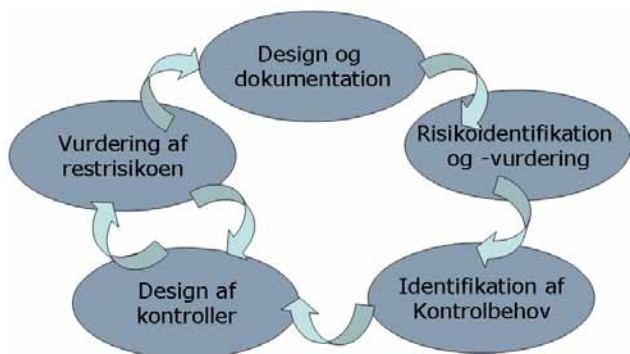 Design og
dokumentation
Risikoidentifikation
og -vurdering
Identifikation af
Kontrolbehov
Design af
kontroller
Vurdering af
restrisikoen